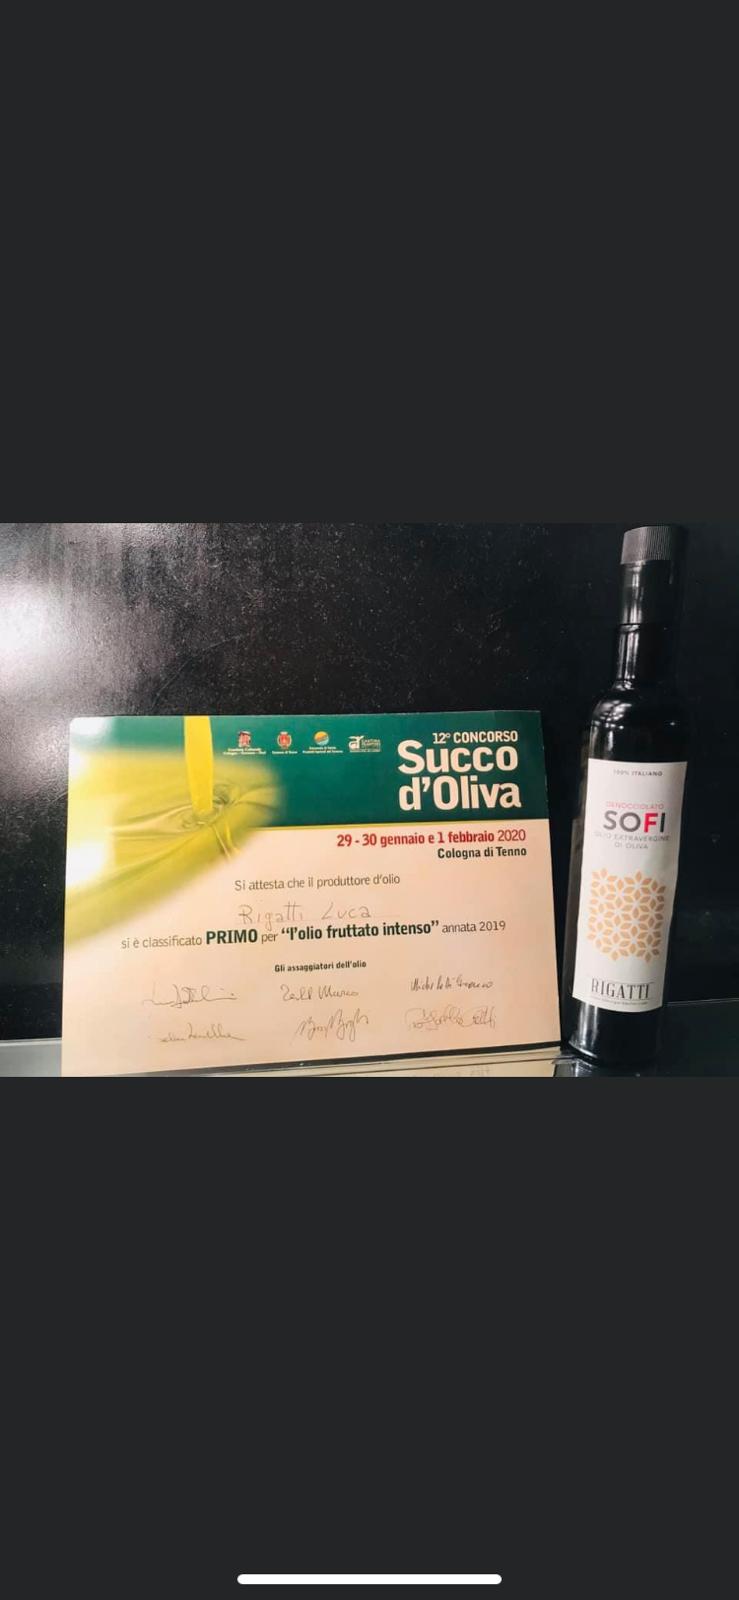 12° CONCORSO
Succo
d'Oliva
29 - 30 gennaio e 1 febbraio 2020
Cologna di Tenno
Si attesta che il produttore d'olio
Rigatti Luca
si è classificato PRIMO per “l'olio fruttato intenso” annata 2019
Gli assaggiatori dell'olio
100% ITALIANO
DENOCCIOLATO
SOFI
OLIO EXTRAVERGINE
DI OLIVA
RIGATTI